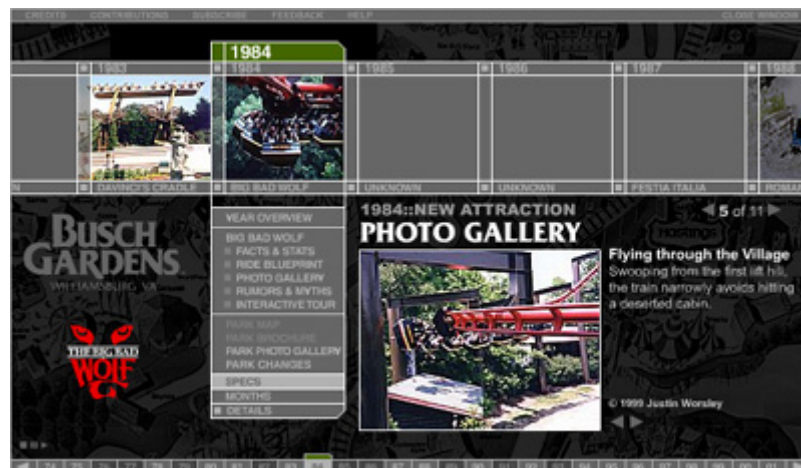 CREDITS CONTRIBUTIONS SUBSCRIBE FEEDBACK HELP CLOSE WINDOW
1984
1983 1984 1985 1986 1987 1988
DAVINCI'S CRADLE BIG BAD WOLF UNKNOWN UNKNOWN FESTIA ITALIA
BUSCH
GARDENS
WILLIAMSBURG, VA
THE BIG BAD
WOLF
YEAR OVERVIEW
BIG BAD WOLF
FACTS & STATS
RIDE BLUEPRINT
PHOTO GALLERY
RUMORS & MYTHS
INTERACTIVE TOUR
PARK MAP
PARK BROCHURE
PARK PHOTO GALLERY
PARK CHANGES
SPECS
MONTHS
DETAILS
1984::NEW ATTRACTION
PHOTO GALLERY
5 of 11
Flying through the Village
Swooping from the first lift hill,
the train narrowly avoids hitting
a deserted cabin.
© 1999 Justin Worsley